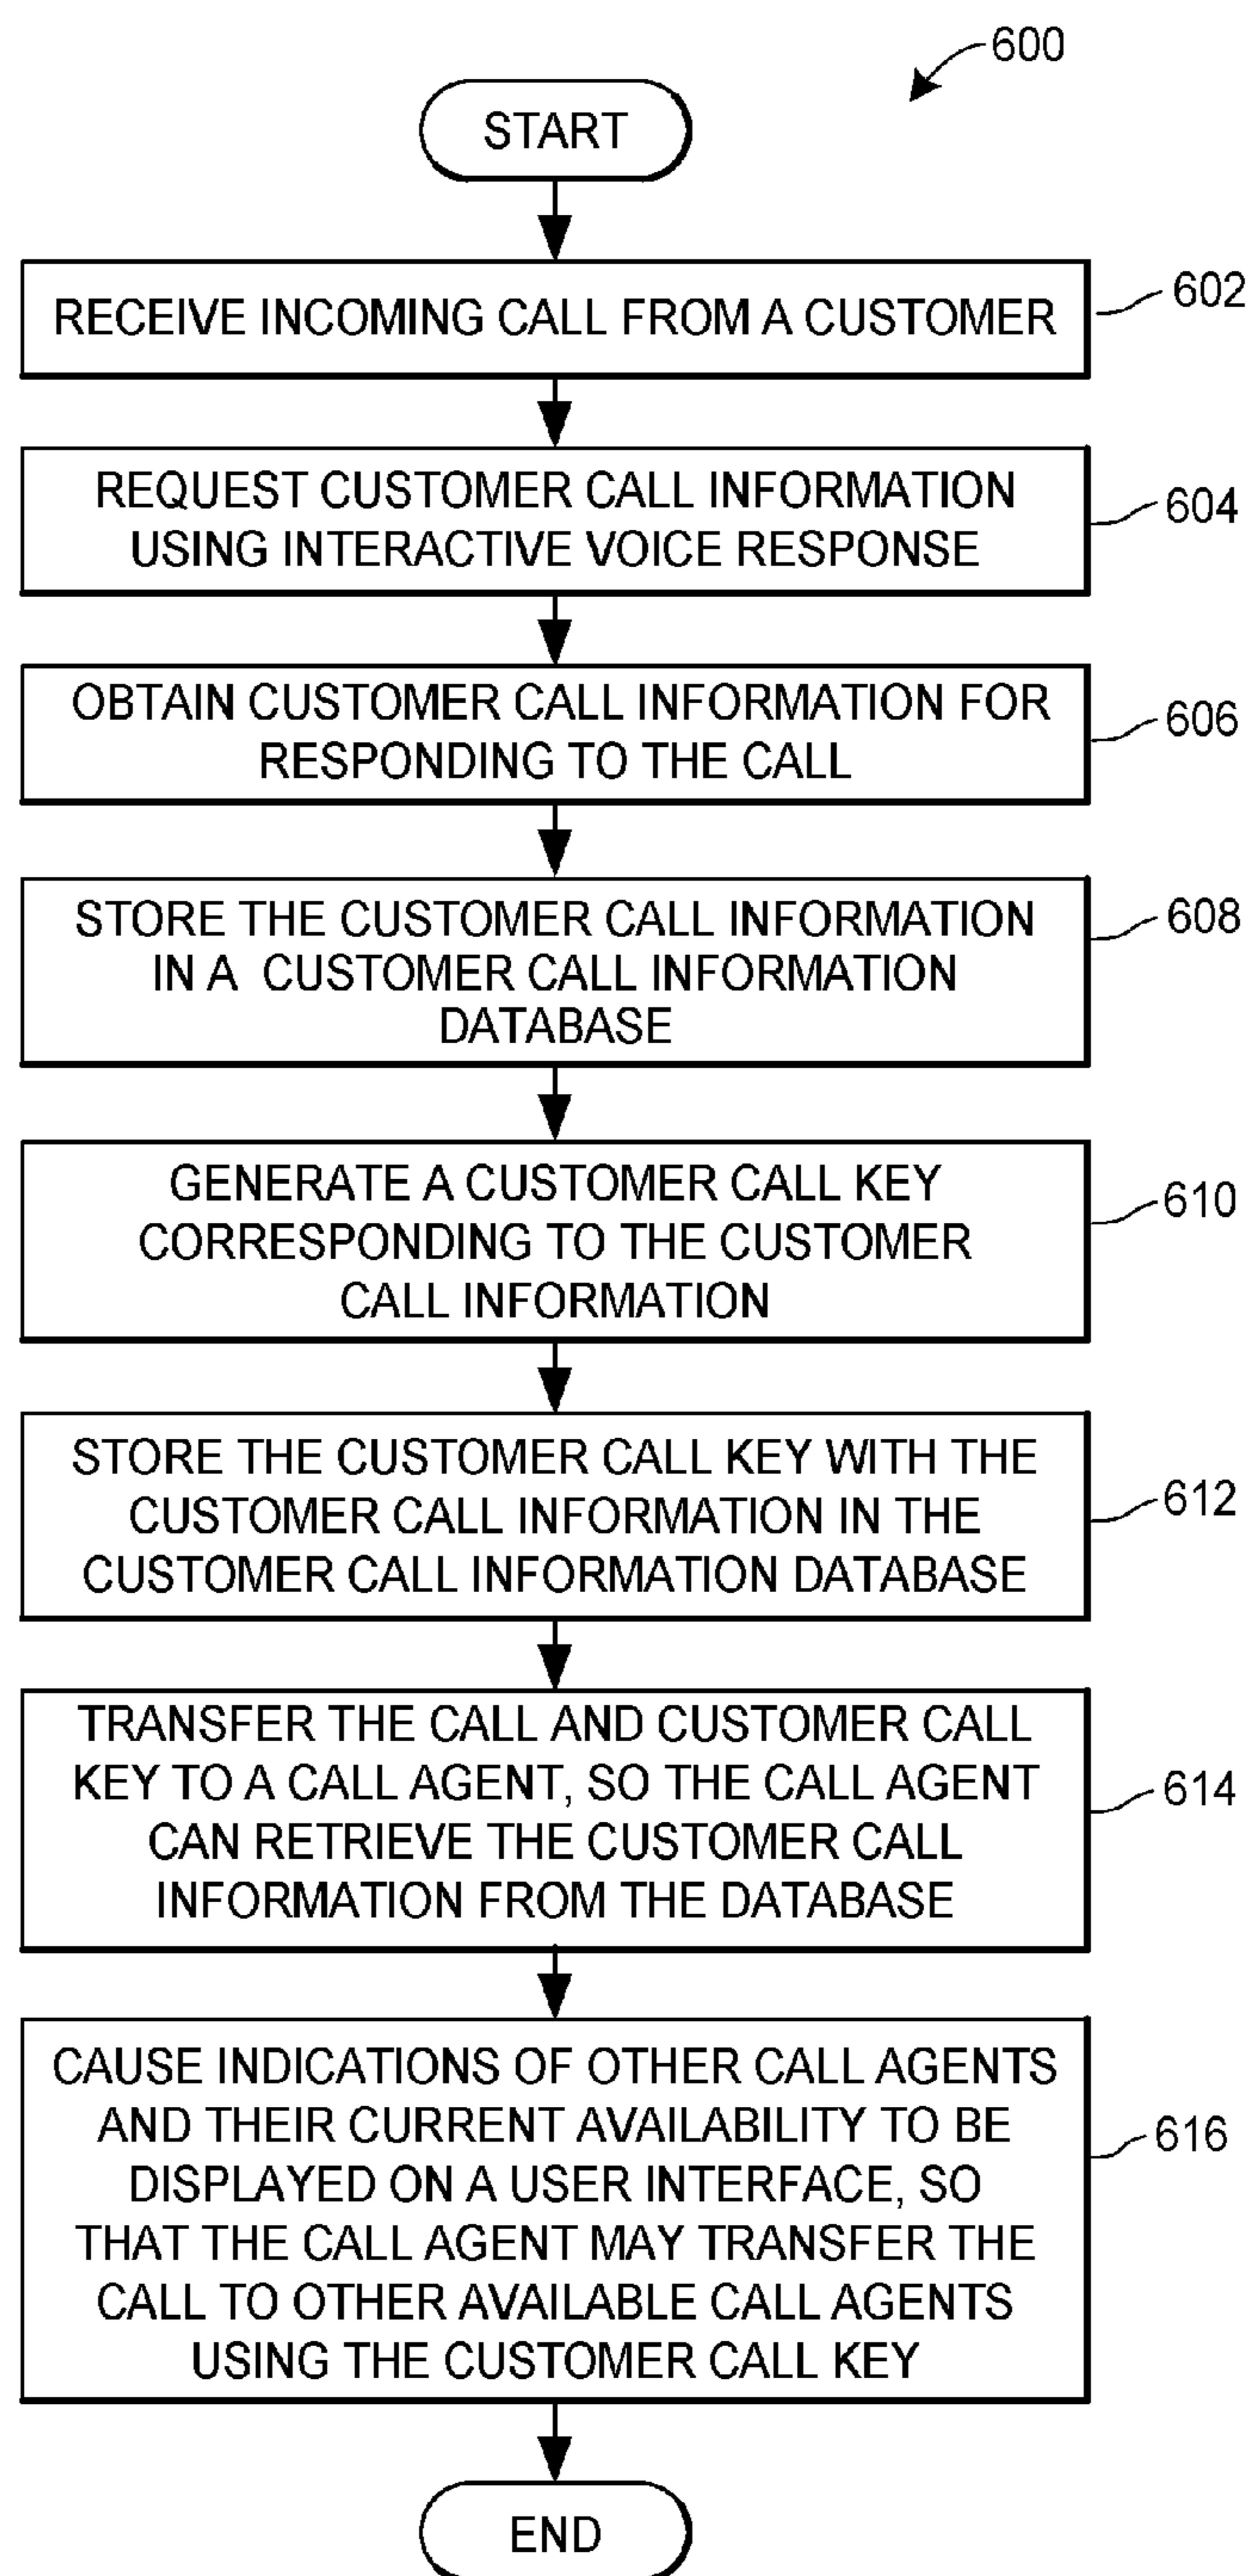 600
START
RECEIVE INCOMING CALL FROM A CUSTOMER
602
REQUEST CUSTOMER CALL INFORMATION
USING INTERACTIVE VOICE RESPONSE
604
OBTAIN CUSTOMER CALL INFORMATION FOR
RESPONDING TO THE CALL
606
STORE THE CUSTOMER CALL INFORMATION
IN A CUSTOMER CALL INFORMATION
DATABASE
608
GENERATE A CUSTOMER CALL KEY
CORRESPONDING TO THE CUSTOMER
CALL INFORMATION
610
STORE THE CUSTOMER CALL KEY WITH THE
CUSTOMER CALL INFORMATION IN THE
CUSTOMER CALL INFORMATION DATABASE
612
TRANSFER THE CALL AND CUSTOMER CALL
KEY TO A CALL AGENT, SO THE CALL AGENT
CAN RETRIEVE THE CUSTOMER CALL
INFORMATION FROM THE DATABASE
614
CAUSE INDICATIONS OF OTHER CALL AGENTS
AND THEIR CURRENT AVAILABILITY TO BE
DISPLAYED ON A USER INTERFACE, SO
THAT THE CALL AGENT MAY TRANSFER THE
CALL TO OTHER AVAILABLE CALL AGENTS
USING THE CUSTOMER CALL KEY
616
END